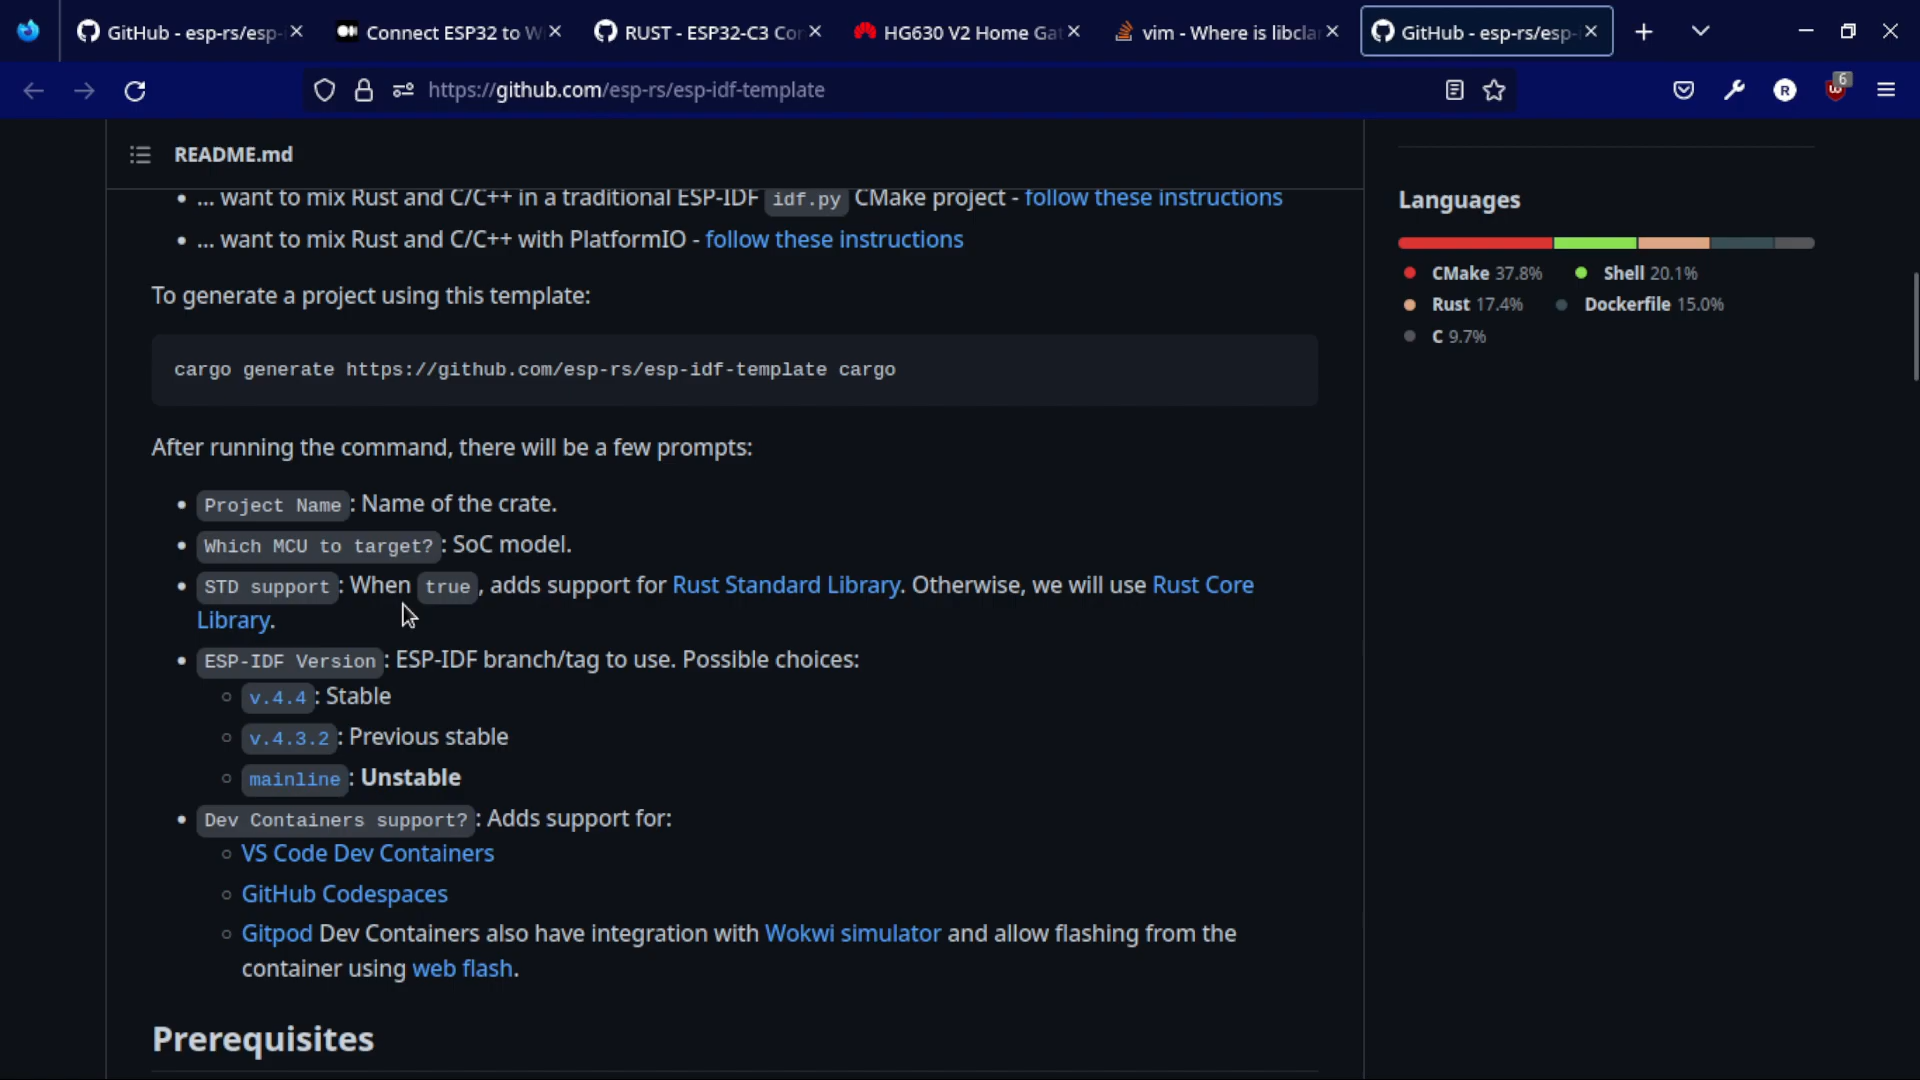 GitHub - esp-rs/esp-
Connect ESP32 to W
RUST - ESP32-C3 Co
HG630 V2 Home Ga
vim - Where is libcla
GitHub - esp-rs/esp-
https://github.com/esp-rs/esp-idf-template
R
6
README.md
... want to mix Rust and C/C++ in a traditional ESP-IDF idf.py CMake project - follow these instructions
... want to mix Rust and C/C++ with PlatformIO - follow these instructions
To generate a project using this template:
cargo generate https://github.com/esp-rs/esp-idf-template cargo
After running the command, there will be a few prompts:
Project Name: Name of the crate.
Which MCU to target?: SoC model.
STD support: When true, adds support for Rust Standard Library. Otherwise, we will use Rust Core
Library.
ESP-IDF Version: ESP-IDF branch/tag to use. Possible choices:
v.4.4: Stable
v.4.3.2: Previous stable
mainline: Unstable
Dev Containers support?: Adds support for:
VS Code Dev Containers
GitHub Codespaces
Gitpod Dev Containers also have integration with Wokwi simulator and allow flashing from the
container using web flash.
Prerequisites
Languages
CMake 37.8%
Shell 20.1%
Rust 17.4%
Dockerfile 15.0%
C 9.7%